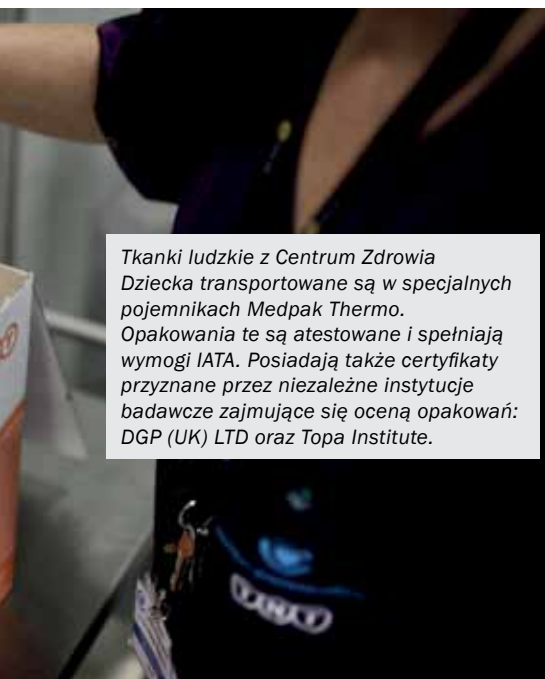 Tkanki ludzkie z Centrum Zdrowia
Dziecka transportowane są w specjalnych
pojemnikach Medpak Thermo.
Opakowania te są atestowane i spełniają
wymogi IATA. Posiadają także certyfikaty
przyznane przez niezależne instytucje
badawcze zajmujące się oceną opakowań:
DGP (UK) LTD oraz Topa Institute.
TNT